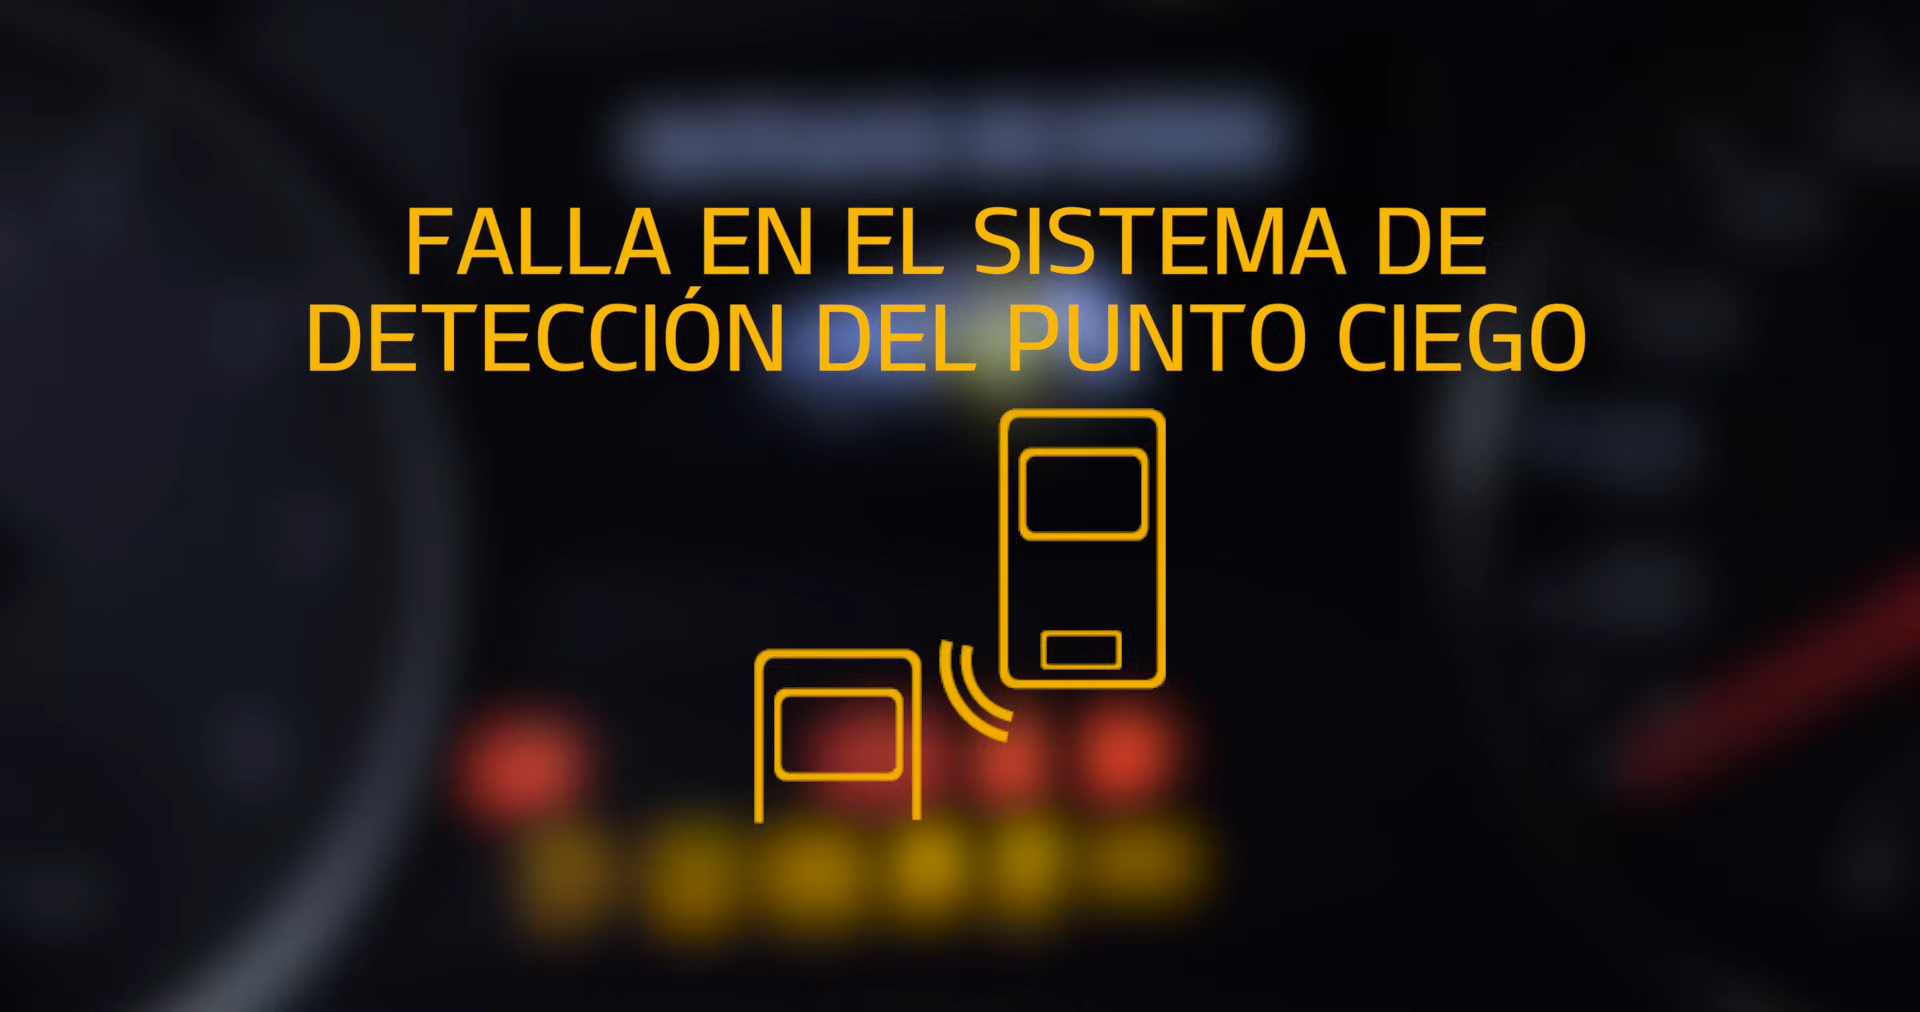 FALLA EN EL SISTEMA DE
DETECCIÓN DEL PUNTO CIEGO